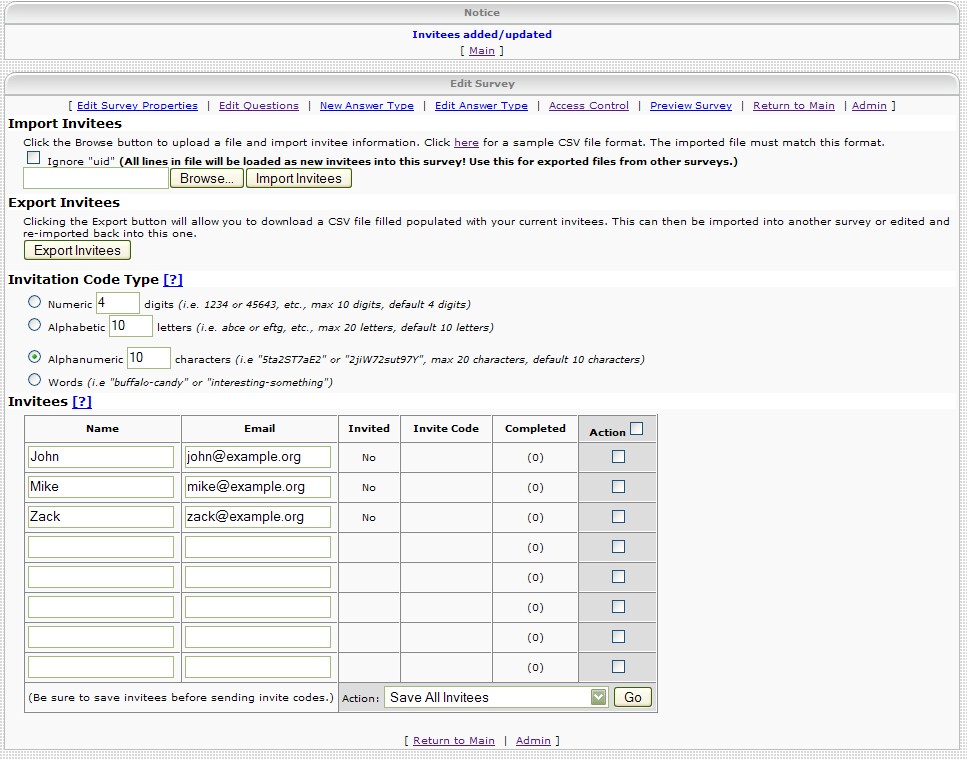 Notice
Invitees added/updated
[ Main ]
Edit Survey
[ Edit Survey Properties | Edit Questions | New Answer Type | Edit Answer Type | Access Control | Preview Survey | Return to Main | Admin ]
Import Invitees
Click the Browse button to upload a file and import invitee information. Click here for a sample CSV file format. The imported file must match this format.
Ignore "uid" (All lines in file will be loaded as new invitees into this survey! Use this for exported files from other surveys.)
Browse... Import Invitees
Export Invitees
Clicking the Export button will allow you to download a CSV file filled populated with your current invitees. This can then be imported into another survey or edited and
re-imported back into this one.
Export Invitees
Invitation Code Type [?]
Numeric 4 digits (i.e. 1234 or 45643, etc., max 10 digits, default 4 digits)
Alphabetic 10 letters (i.e. abce or eftg, etc., max 20 letters, default 10 letters)
Alphanumeric 10 characters (i.e "5ta2ST7aE2" or "2jiW72sut97Y", max 20 characters, default 10 characters)
Words (i.e "buffalo-candy" or "interesting-something")
Invitees [?]
Name Email Invited Invite Code Completed Action
John john@example.org No (0)
Mike mike@example.org No (0)
Zack zack@example.org No (0)
(0)
(0)
(0)
(0)
(0)
(Be sure to save invitees before sending invite codes.) Action: Save All Invitees Go
[ Return to Main | Admin ]